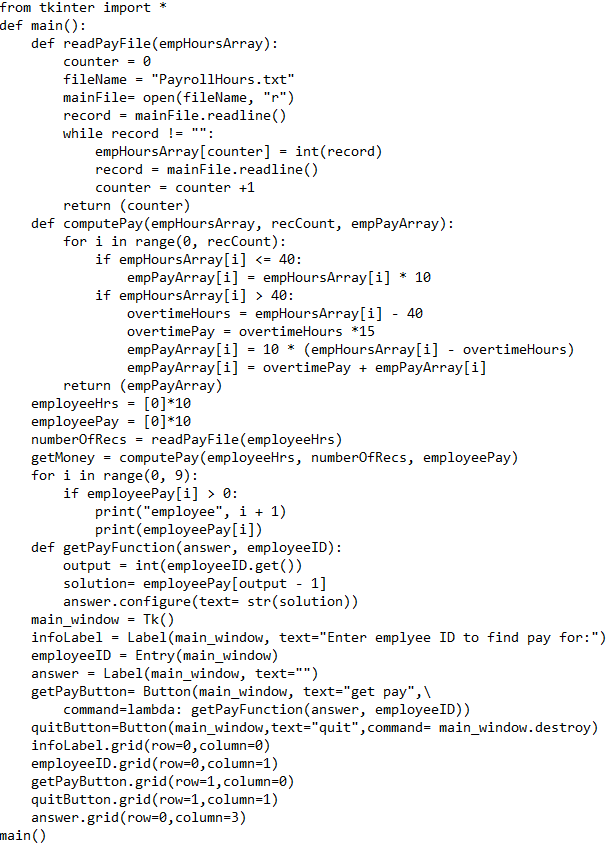 from tkinter import *
def main():
    def readPayFile(empHoursArray):
        counter = 0
        fileName = "PayrollHours.txt"
        mainFile= open(fileName, "r")
        record = mainFile.readline()
        while record != "":
            empHoursArray[counter] = int(record)
            record = mainFile.readline()
            counter = counter +1
        return (counter)
    def computePay(empHoursArray, recCount, empPayArray):
        for i in range(0, recCount):
            if empHoursArray[i] <= 40:
                empPayArray[i] = empHoursArray[i] * 10
            if empHoursArray[i] > 40:
                overtimeHours = empHoursArray[i] - 40
                overtimePay = overtimeHours *15
                empPayArray[i] = 10 * (empHoursArray[i] - overtimeHours)
                empPayArray[i] = overtimePay + empPayArray[i]
        return (empPayArray)
    employeeHrs = [0]*10
    employeePay = [0]*10
    numberOfRecs = readPayFile(employeeHrs)
    getMoney = computePay(employeeHrs, numberOfRecs, employeePay)
    for i in range(0, 9):
        if employeePay[i] > 0:
            print("employee", i + 1)
            print(employeePay[i])
    def getPayFunction(answer, employeeID):
        output = int(employeeID.get())
        solution= employeePay[output - 1]
        answer.configure(text= str(solution))
    main_window = Tk()
    infoLabel = Label(main_window, text="Enter emplyee ID to find pay for:")
    employeeID = Entry(main_window)
    answer = Label(main_window, text="")
    getPayButton= Button(main_window, text="get pay",\
        command=lambda: getPayFunction(answer, employeeID))
    quitButton=Button(main_window,text="quit",command= main_window.destroy)
    infoLabel.grid(row=0,column=0)
    employeeID.grid(row=0,column=1)
    getPayButton.grid(row=1,column=0)
    quitButton.grid(row=1,column=1)
    answer.grid(row=0,column=3)
main()